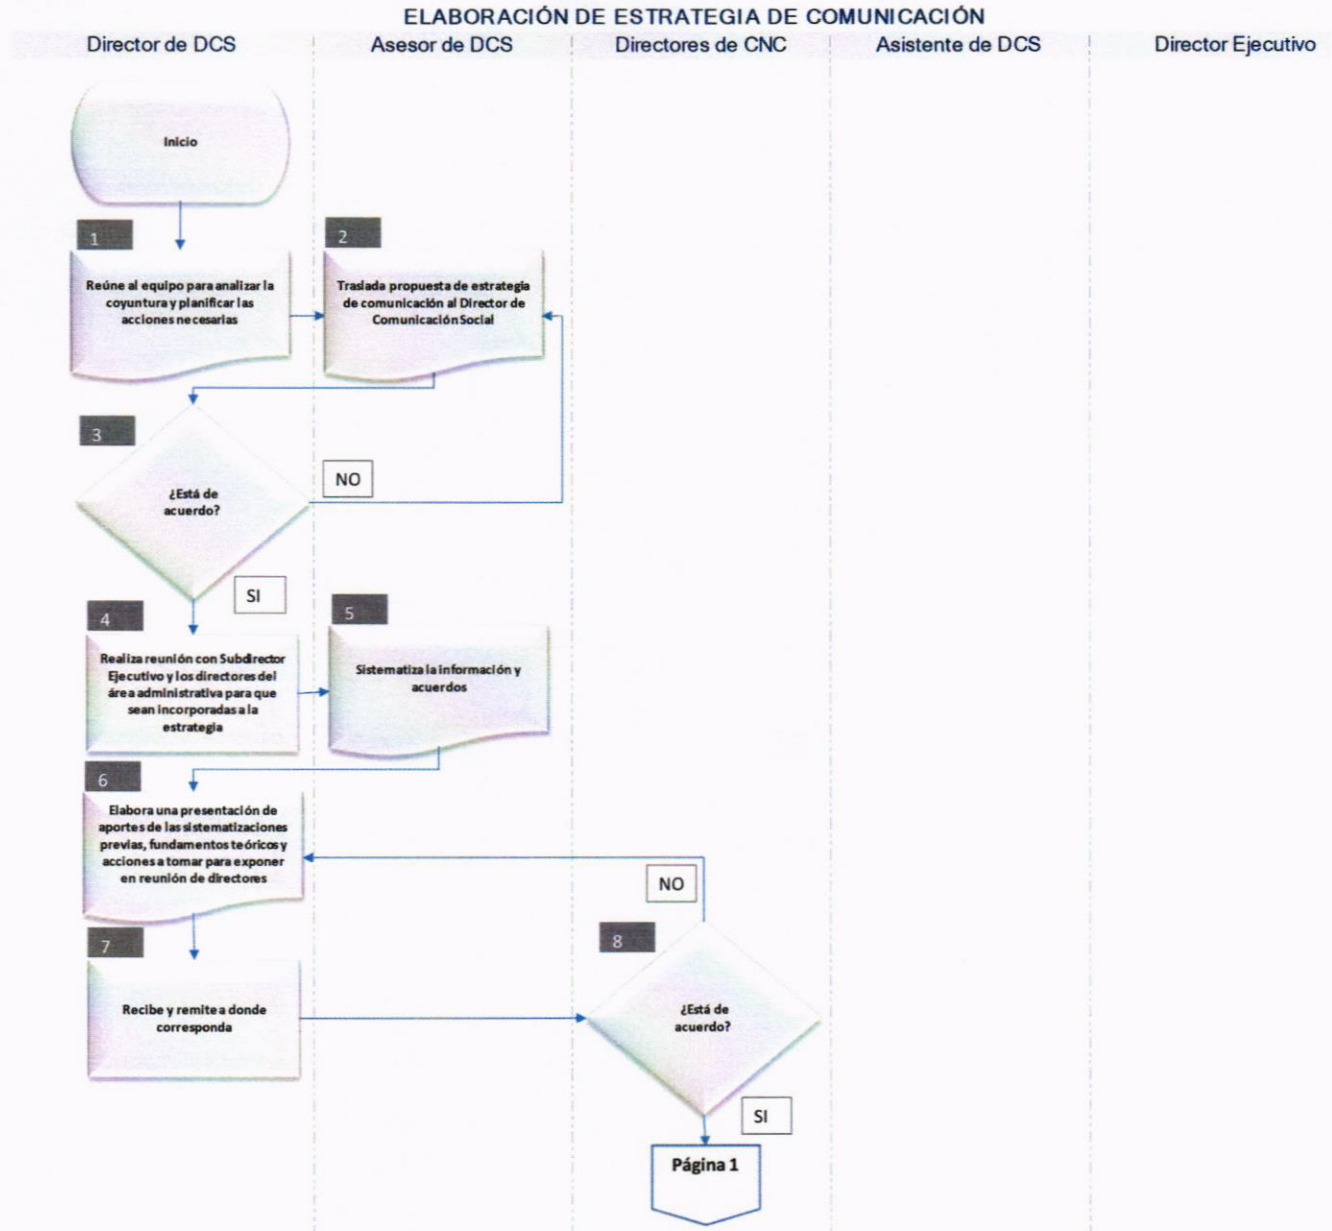 ELABORACIÓN DE ESTRATEGIA DE COMUNICACIÓN
Director de DCS
Asesor de DCS
Directores de CNC
Asistente de DCS
Director Ejecutivo
Inicio
1
Reúne al equipo para analizar la
coyuntura y planificar las
acciones necesarias
2
Traslada propuesta de estrategia
de comunicación al Director de
Comunicación Social
3
¿Está de
acuerdo?
NO
SI
4
Realiza reunión con Subdirector
Ejecutivo y los directores del
área administrativa para que
sean incorporadas a la
estrategia
5
Sistematiza la información y
acuerdos
6
Elabora una presentación de
aportes de las sistematizaciones
previas, fundamentos teóricos y
acciones a tomar para exponer
en reunión de directores
7
Recibe y remite a donde
corresponda
NO
8
¿Está de
acuerdo?
SI
Página 1